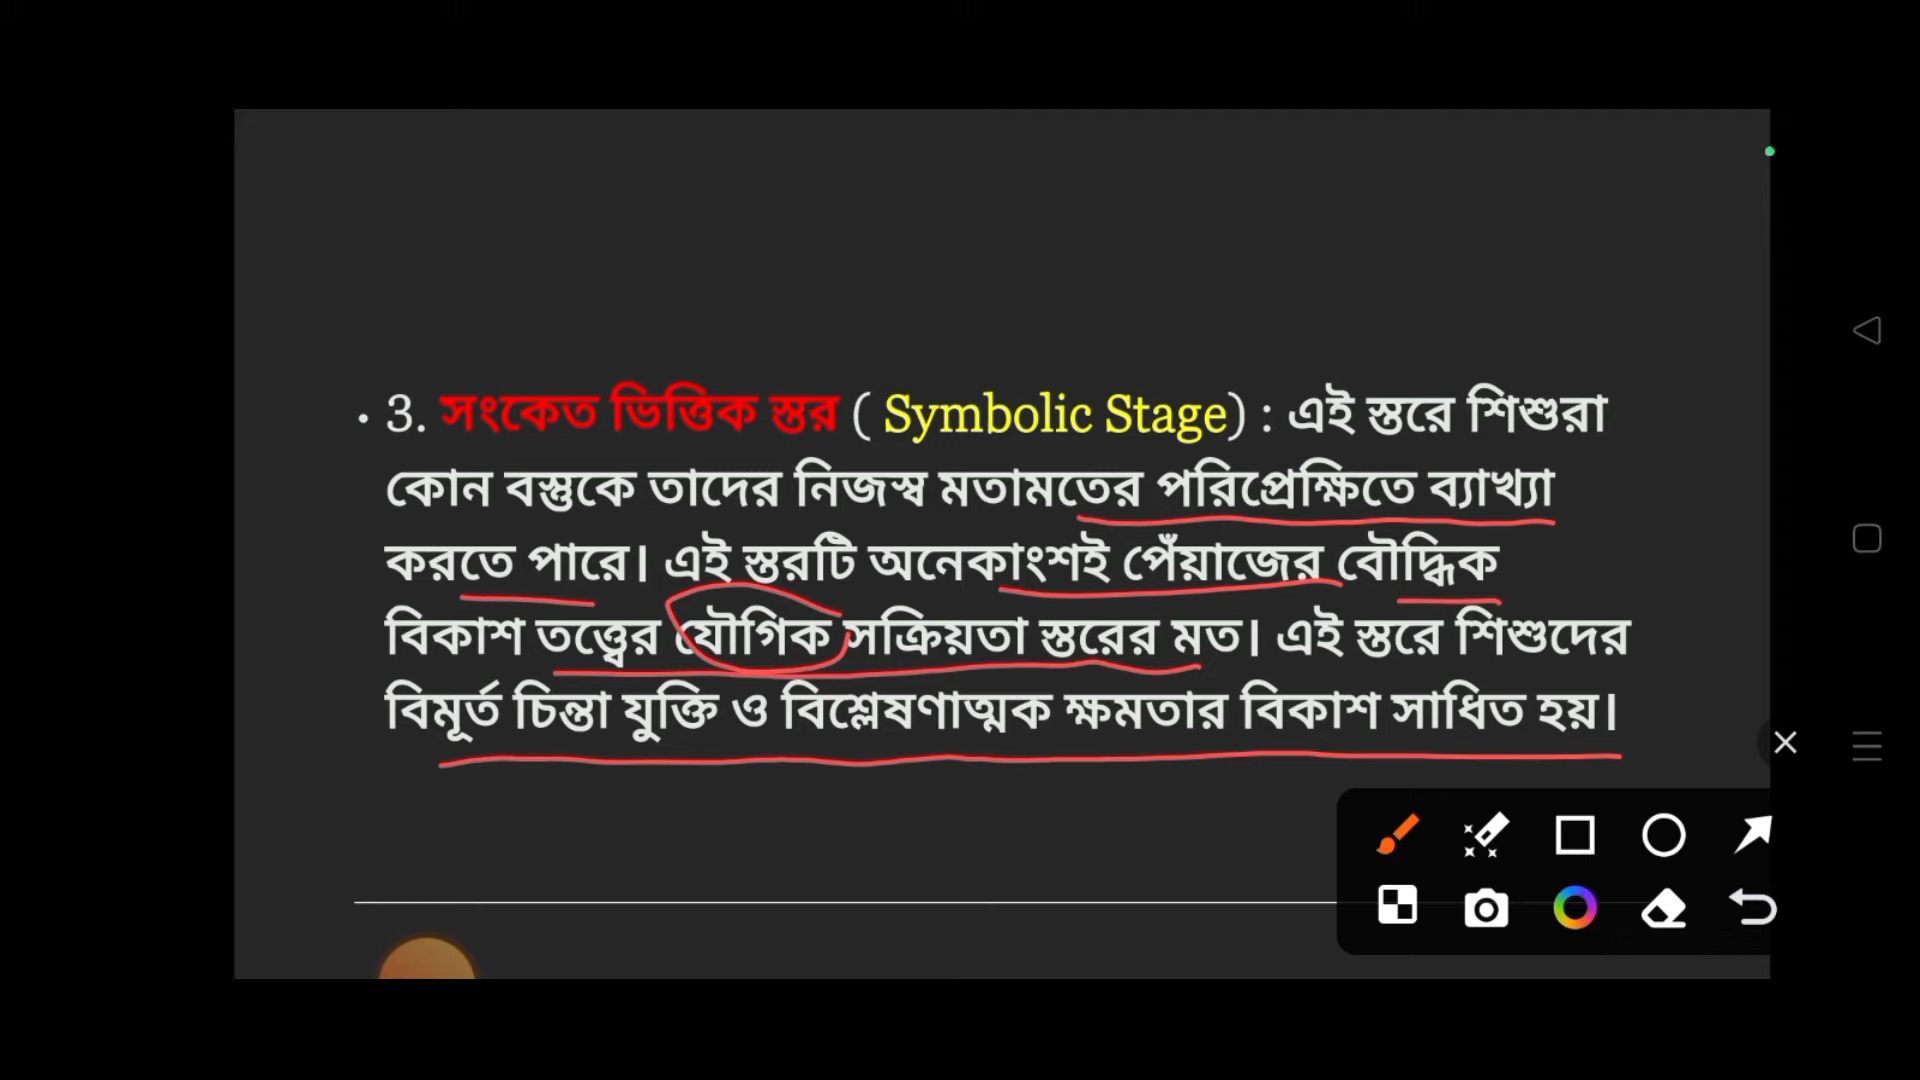 • 3. সংকেত ভিত্তিক স্তর ( Symbolic Stage) : এই স্তরে শিশুরা
কোন বস্তুকে তাদের নিজস্ব মতামতের পরিপ্রেক্ষিতে ব্যাখ্যা
করতে পারে। এই স্তরটি অনেকাংশই পেঁয়াজের বৌদ্ধিক
বিকাশ তত্ত্বের যৌগিক সক্রিয়তা স্তরের মত। এই স্তরে শিশুদের
বিমূর্ত চিন্তা যুক্তি ও বিশ্লেষণাত্মক ক্ষমতার বিকাশ সাধিত হয়।